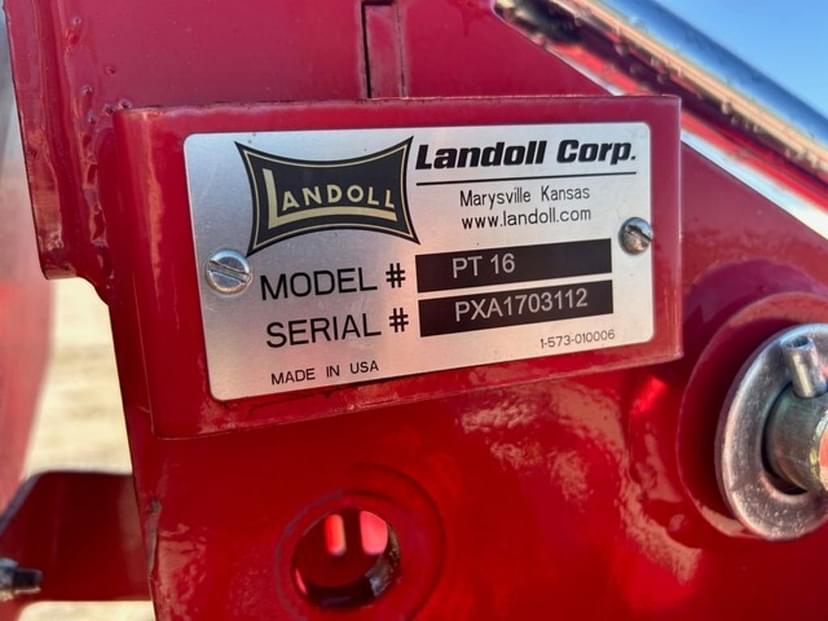 LANDOLL
Landoll Corp.
Marysville Kansas
www.landoll.com
MODEL # PT 16
SERIAL # PXA1703112
1-573-010006
MADE IN USA